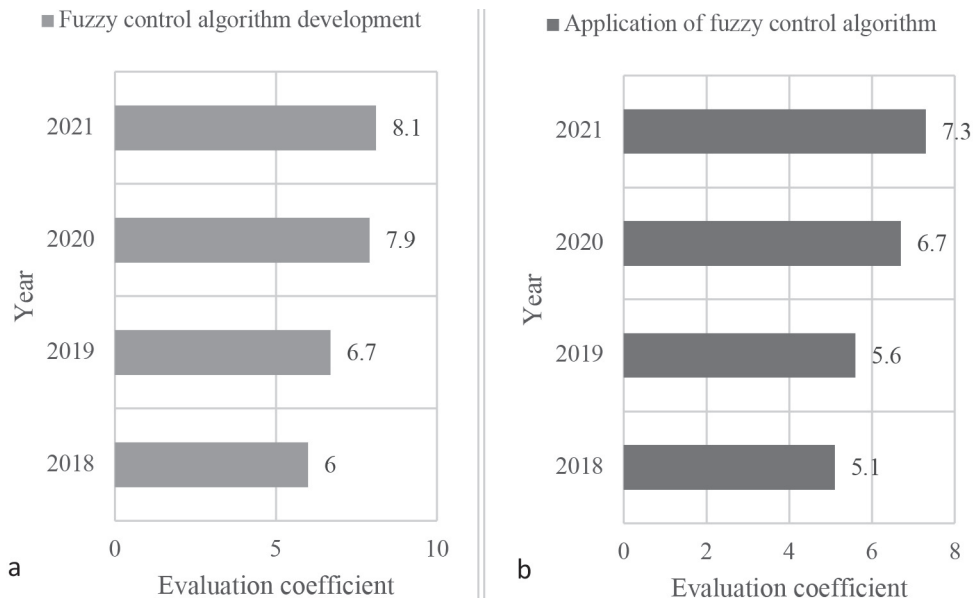 Fuzzy control algorithm development
2021
8.1
2020
7.9
2019
6.7
2018
6
Year
0 5 10
Evaluation coefficient
a
Application of fuzzy control algorithm
2021
7.3
2020
6.7
2019
5.6
2018
5.1
Year
0 2 4 6 8
Evaluation coefficient
b